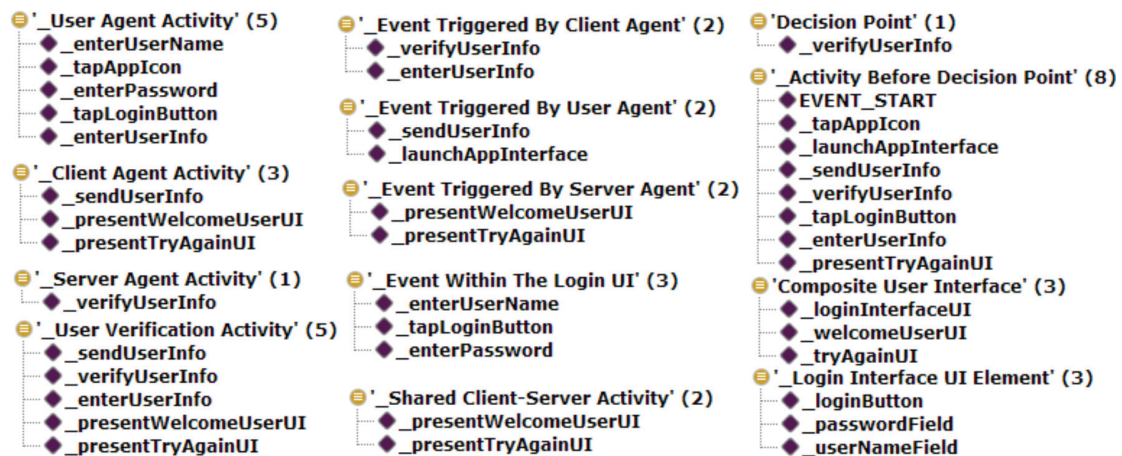 '_User Agent Activity' (5)
_enterUserName
_tapAppIcon
_enterPassword
_tapLoginButton
_enterUserInfo
'_Client Agent Activity' (3)
_sendUserInfo
_presentWelcomeUserUI
_presentTryAgainUI
'_Server Agent Activity' (1)
_verifyUserInfo
'_User Verification Activity' (5)
_sendUserInfo
_verifyUserInfo
_enterUserInfo
_presentWelcomeUserUI
_presentTryAgainUI
'_Event Triggered By Client Agent' (2)
_verifyUserInfo
_enterUserInfo
'_Event Triggered By User Agent' (2)
_sendUserInfo
_launchAppInterface
'_Event Triggered By Server Agent' (2)
_presentWelcomeUserUI
_presentTryAgainUI
'_Event Within The Login UI' (3)
_enterUserName
_tapLoginButton
_enterPassword
'_Shared Client-Server Activity' (2)
_presentWelcomeUserUI
_presentTryAgainUI
'Decision Point' (1)
_verifyUserInfo
'_Activity Before Decision Point' (8)
EVENT_START
_tapAppIcon
_launchAppInterface
_sendUserInfo
_verifyUserInfo
_tapLoginButton
_enterUserInfo
_presentTryAgainUI
'Composite User Interface' (3)
_loginInterfaceUI
_welcomeUserUI
_tryAgainUI
'_Login Interface UI Element' (3)
_loginButton
_passwordField
_userNameField